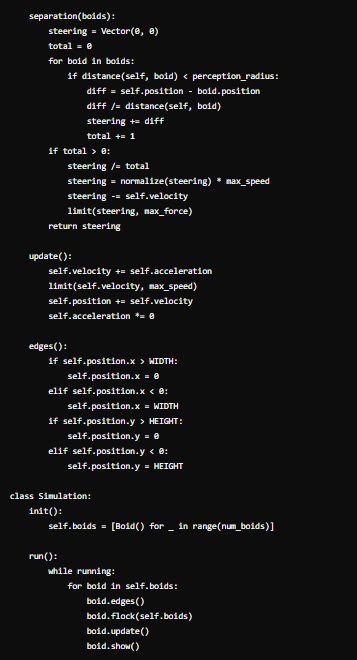 separation(boids):
steering = Vector(0, 0)
total = 0
for boid in boids:
if distance(self, boid) < perception_radius:
diff = self.position - boid.position
diff /= distance(self, boid)
steering += diff
total += 1
if total > 0:
steering /= total
steering = normalize(steering) * max_speed
steering -= self.velocity
limit(steering, max_force)
return steering
update():
self.velocity += self.acceleration
limit(self.velocity, max_speed)
self.position += self.velocity
self.acceleration *= 0
edges():
if self.position.x > WIDTH:
self.position.x = 0
elif self.position.x < 0:
self.position.x = WIDTH
if self.position.y > HEIGHT:
self.position.y = 0
elif self.position.y < 0:
self.position.y = HEIGHT
class Simulation:
init():
self.boids = [Boid() for _ in range(num_boids)]
run():
while running:
for boid in self.boids:
boid.edges()
boid.flock(self.boids)
boid.update()
boid.show()